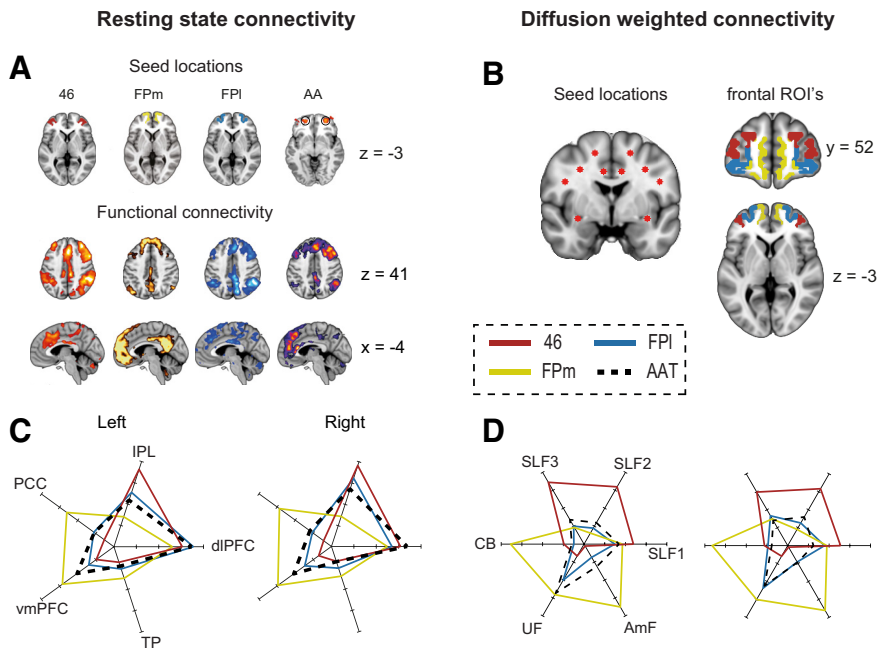 Resting state connectivity
Diffusion weighted connectivity
A
Seed locations
46 FPm FPl AA
z = -3
Functional connectivity
z = 41
x = -4
B
Seed locations
frontal ROI's
y = 52
z = -3
46 FPl
FPm AAT
C
Left Right
IPL
PCC
dlPFC
vmPFC
TP
D
SLF3 SLF2
CB
SLF1
UF AmF